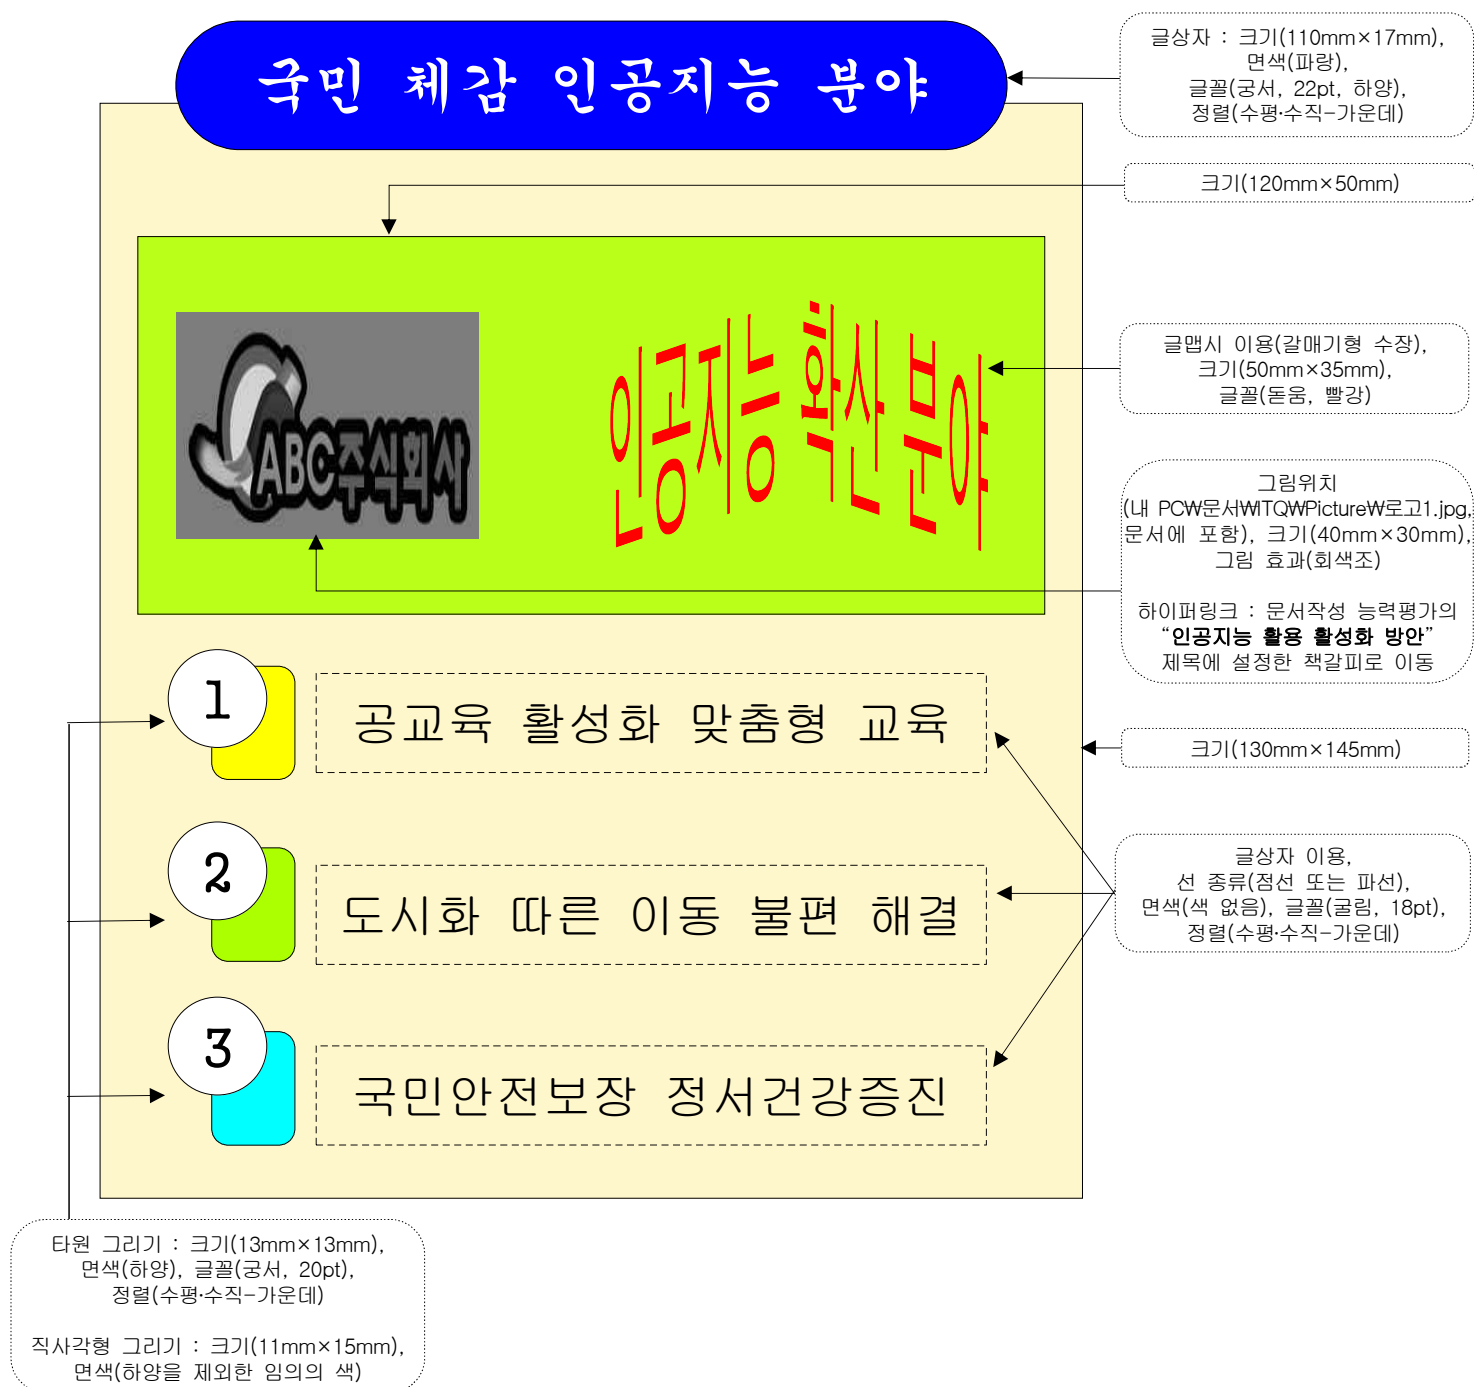 국민 체감 인공지능 분야
글상자 : 크기(110mm×17mm),
면색(파랑),
글꼴(궁서, 22pt, 하양),
정렬(수평·수직-가운데)
크기(120mm×50mm)
ABC주식회사
인공지능 확산 분야
글맵시 이용(갈매기형 수장),
크기(50mm×35mm),
글꼴(돋움, 빨강)
그림위치
(내 PC₩문서₩ITQ₩Picture₩로고1.jpg,
문서에 포함), 크기(40mm×30mm),
그림 효과(회색조)
하이퍼링크 : 문서작성 능력평가의
“인공지능 활용 활성화 방안”
제목에 설정한 책갈피로 이동
1
공교육 활성화 맞춤형 교육
크기(130mm×145mm)
2
도시화 따른 이동 불편 해결
글상자 이용,
선 종류(점선 또는 파선),
면색(색 없음), 글꼴(굴림, 18pt),
정렬(수평·수직-가운데)
3
국민안전보장 정서건강증진
타원 그리기 : 크기(13mm×13mm),
면색(하양), 글꼴(궁서, 20pt),
정렬(수평·수직-가운데)
직사각형 그리기 : 크기(11mm×15mm),
면색(하양을 제외한 임의의 색)